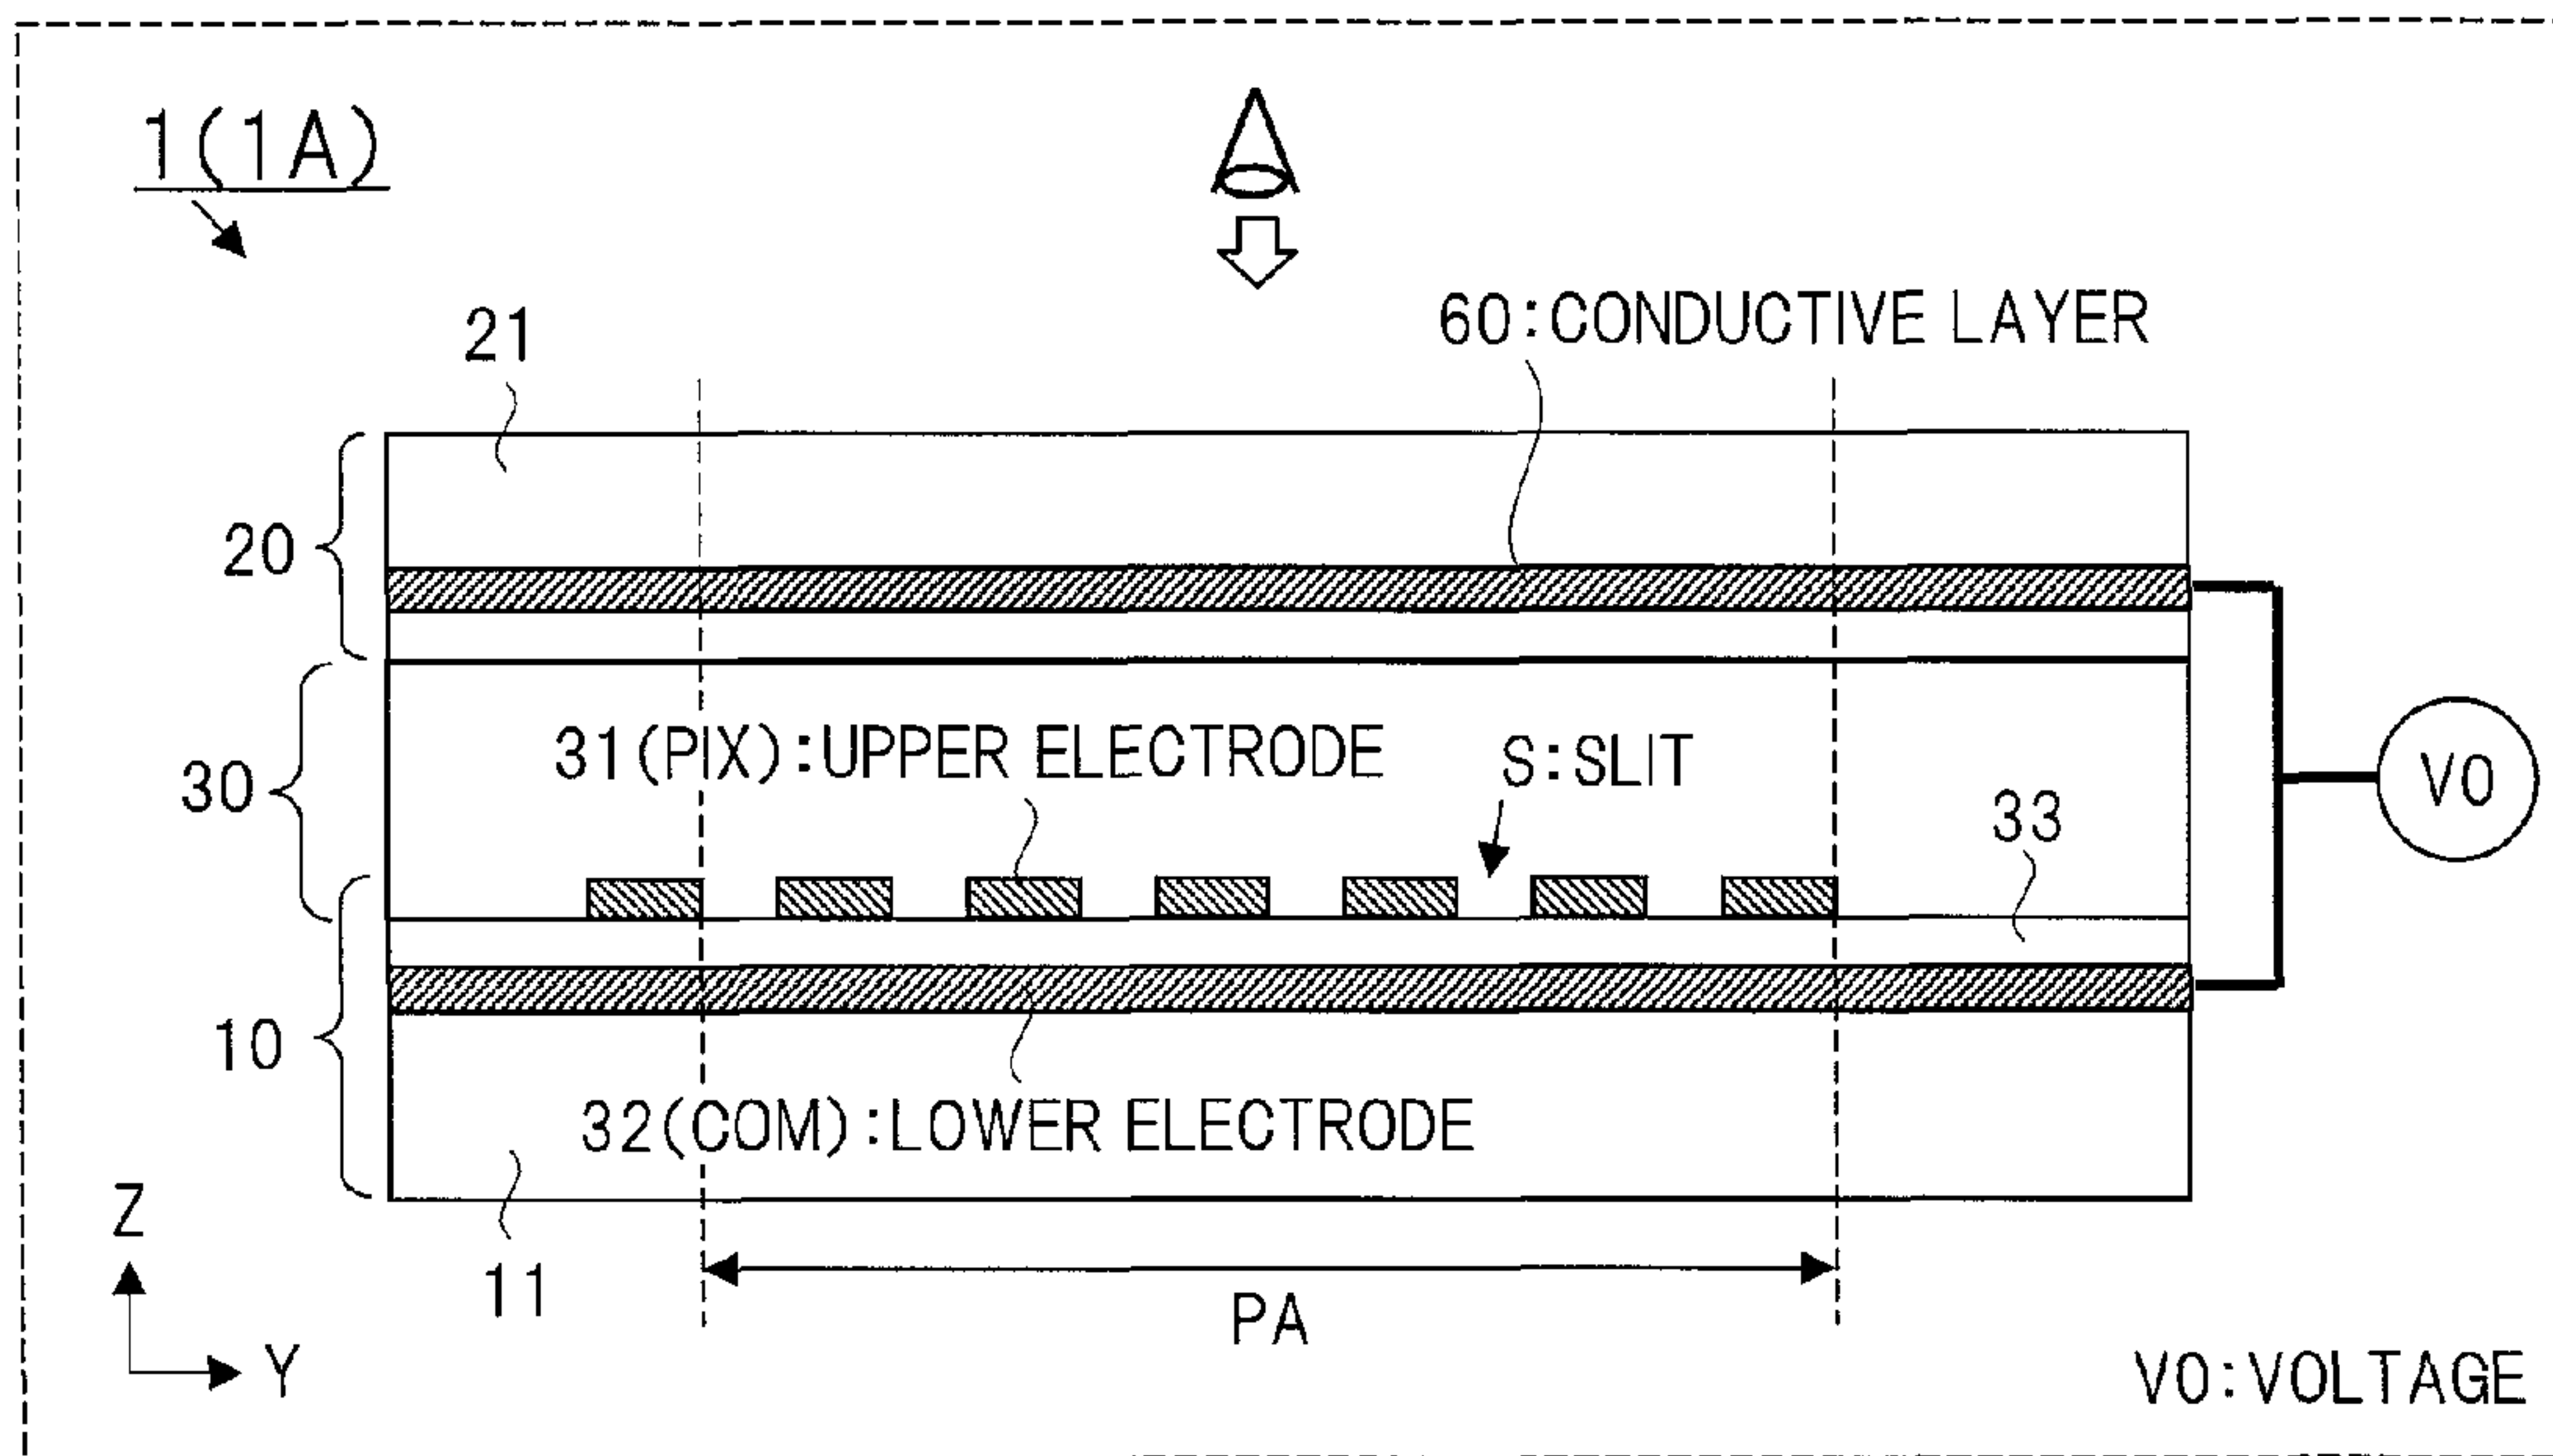 1(1A)
21
60:CONDUCTIVE LAYER
20
31(PIX):UPPER ELECTRODE
S:SLIT
30
33
V0
10
32(COM):LOWER ELECTRODE
Z
11
PA
Y
V0:VOLTAGE